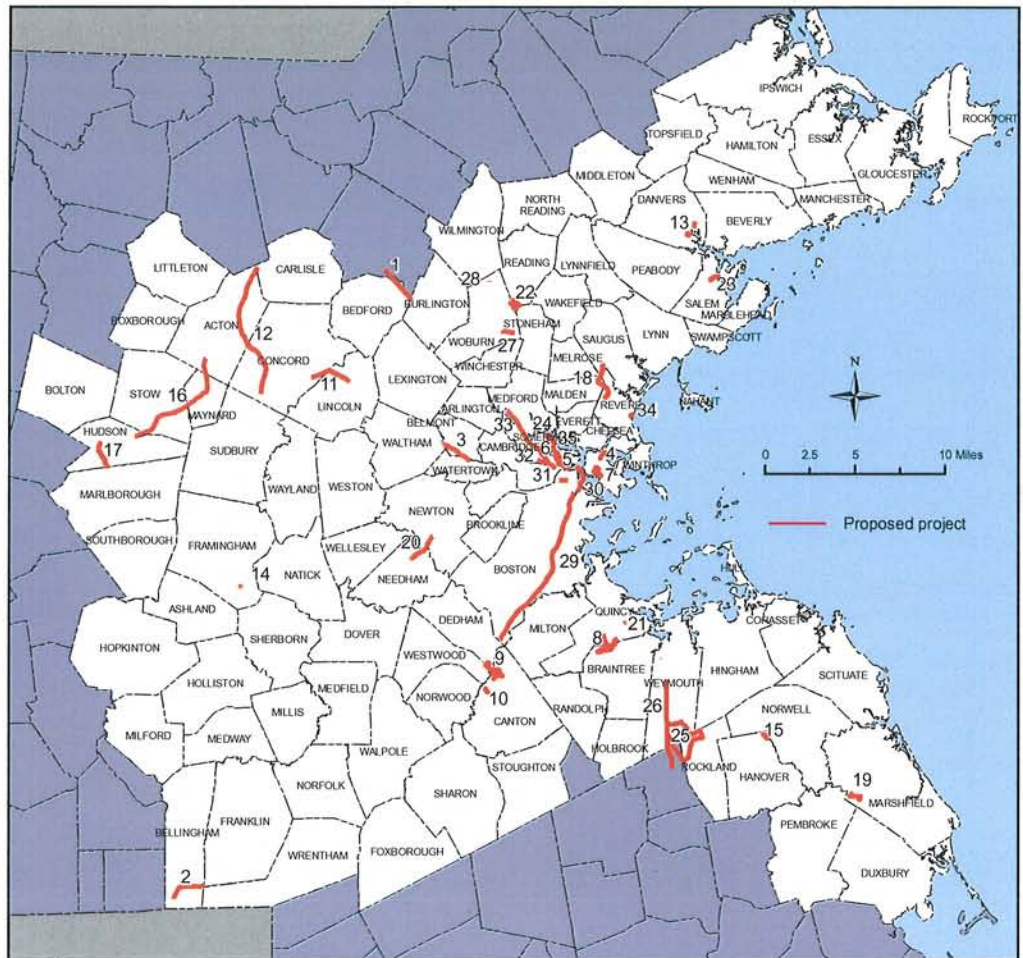 IPSWICH
ROCKPORT
TOPSFIELD
ESSEX
HAMILTON
GLOUCESTER
MIDDLETON
WENHAM
MANCHESTER
DANVERS
NORTH
READING
BEVERLY
13
WILMINGTON
LITTLETON
CARLISLE
1
READING
LYNNFIELD
PEABODY
28
23
BURLINGTON
22
WAKEFIELD
SALEM
BEDFORD
MARBLEHEAD
BOXBOROUGH
ACTON
12
STONEHAM
LYNN
SWAMPSCOTT
WOBURN
27
SAUGUS
CONCORD
MELROSE
WINCHESTER
N
BOLTON
STOW
16
11
LEXINGTON
18
LINCOLN
MEDFORD
MALDEN
REVERE
34
NAHANT
MAYNARD
ARLINGTON
33
24
EVERETT
HUDSON
BELMONT
SOMERVILLE
35
CHELSEA
17
SUDBURY
WALTHAM
3
CAMBRIDGE
6
4
32
5
7
WINTHROP
WATERTOWN
31
30
0 2.5 5 10 Miles
MARLBOROUGH
WAYLAND
WESTON
NEWTON
BROOKLINE
Proposed project
SOUTHBOROUGH
FRAMINGHAM
WELLESLEY
20
29
14
NATICK
NEEDHAM
BOSTON
HULL
ASHLAND
QUINCY
21
DEDHAM
MILTON
COHASSET
HOPKINTON
SHERBORN
DOVER
8
WESTWOOD
9
BRAINTREE
HINGHAM
SCITUATE
HOLLISTON
MEDFIELD
NORWOOD
10
WEYMOUTH
RANDOLPH
26
MILLIS
CANTON
NORWELL
MILFORD
MEDWAY
25
15
WALPOLE
HOLBROOK
ROCKLAND
HANOVER
STOUGHTON
NORFOLK
SHARON
19
MARSHFIELD
FRANKLIN
PEMBROKE
BELLINGHAM
WRENTHAM
FOXBOROUGH
DUXBURY
2